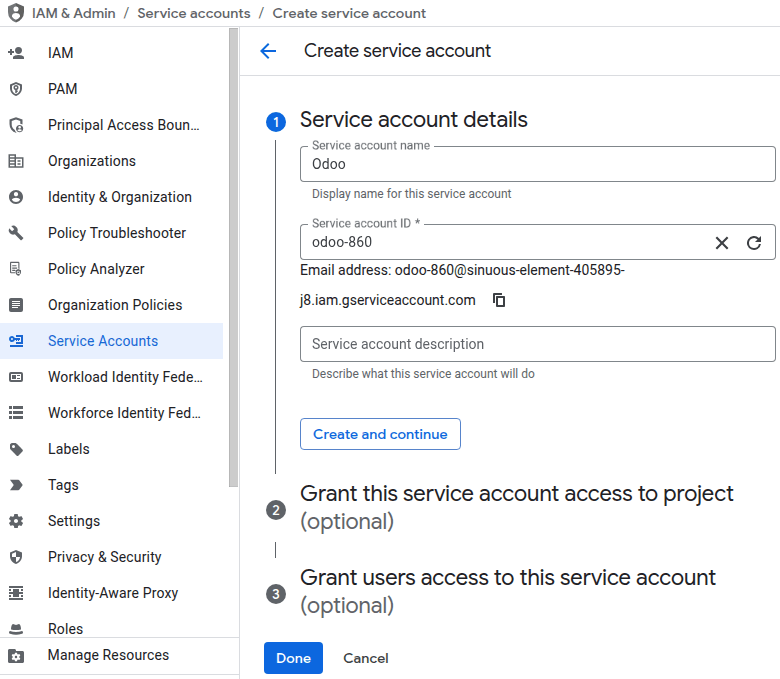 IAM & Admin / Service accounts / Create service account
IAM
PAM
Principal Access Boun...
Organizations
Identity & Organization
Policy Troubleshooter
Policy Analyzer
Organization Policies
Service Accounts
Workload Identity Fede...
Workforce Identity Fed...
Labels
Tags
Settings
Privacy & Security
Identity-Aware Proxy
Roles
Manage Resources
Create service account
1 Service account details
Service account name
Odoo
Display name for this service account
Service account ID *
odoo-860
Email address: odoo-860@sinuous-element-405895-
j8.iam.gserviceaccount.com
Service account description
Describe what this service account will do
Create and continue
2 Grant this service account access to project
(optional)
3 Grant users access to this service account
(optional)
Done Cancel